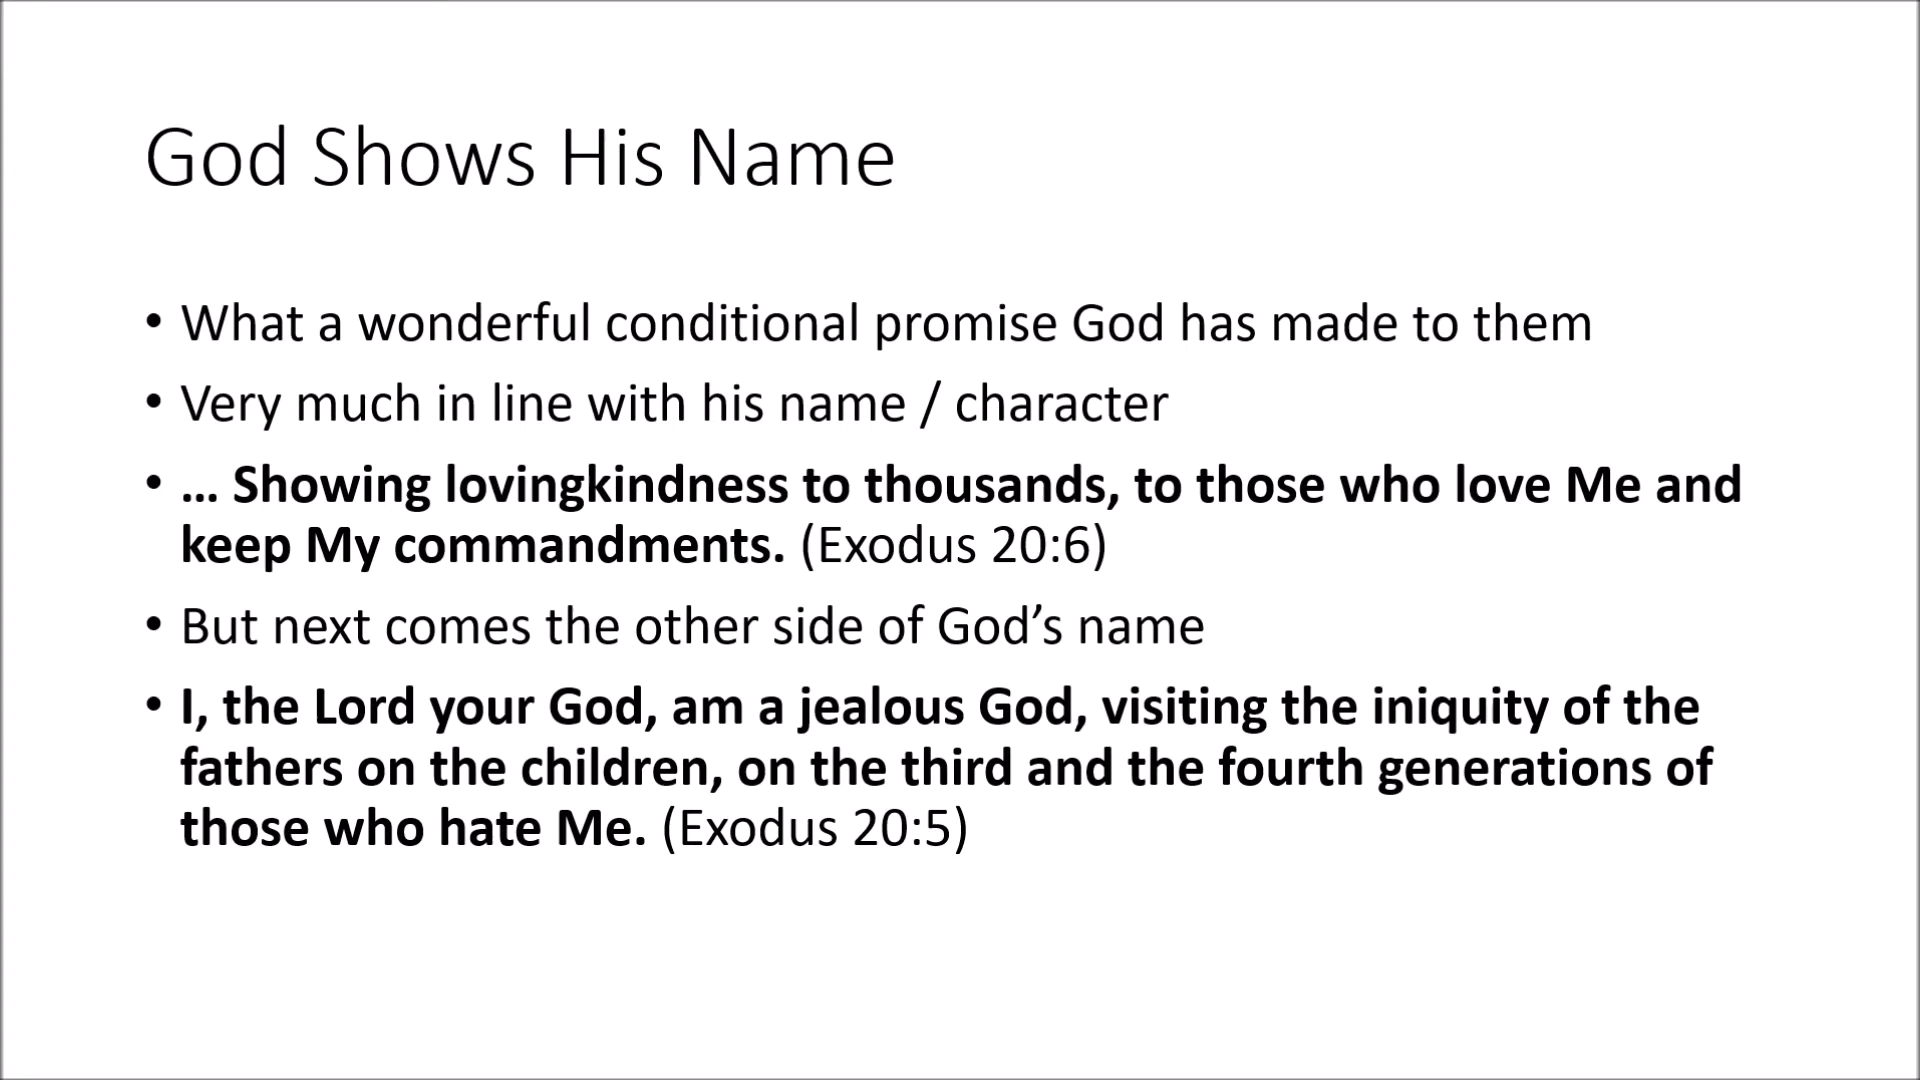 God Shows His Name
• What a wonderful conditional promise God has made to them
• Very much in line with his name / character
• … Showing lovingkindness to thousands, to those who love Me and
keep My commandments. (Exodus 20:6)
• But next comes the other side of God’s name
• I, the Lord your God, am a jealous God, visiting the iniquity of the
fathers on the children, on the third and the fourth generations of
those who hate Me. (Exodus 20:5)